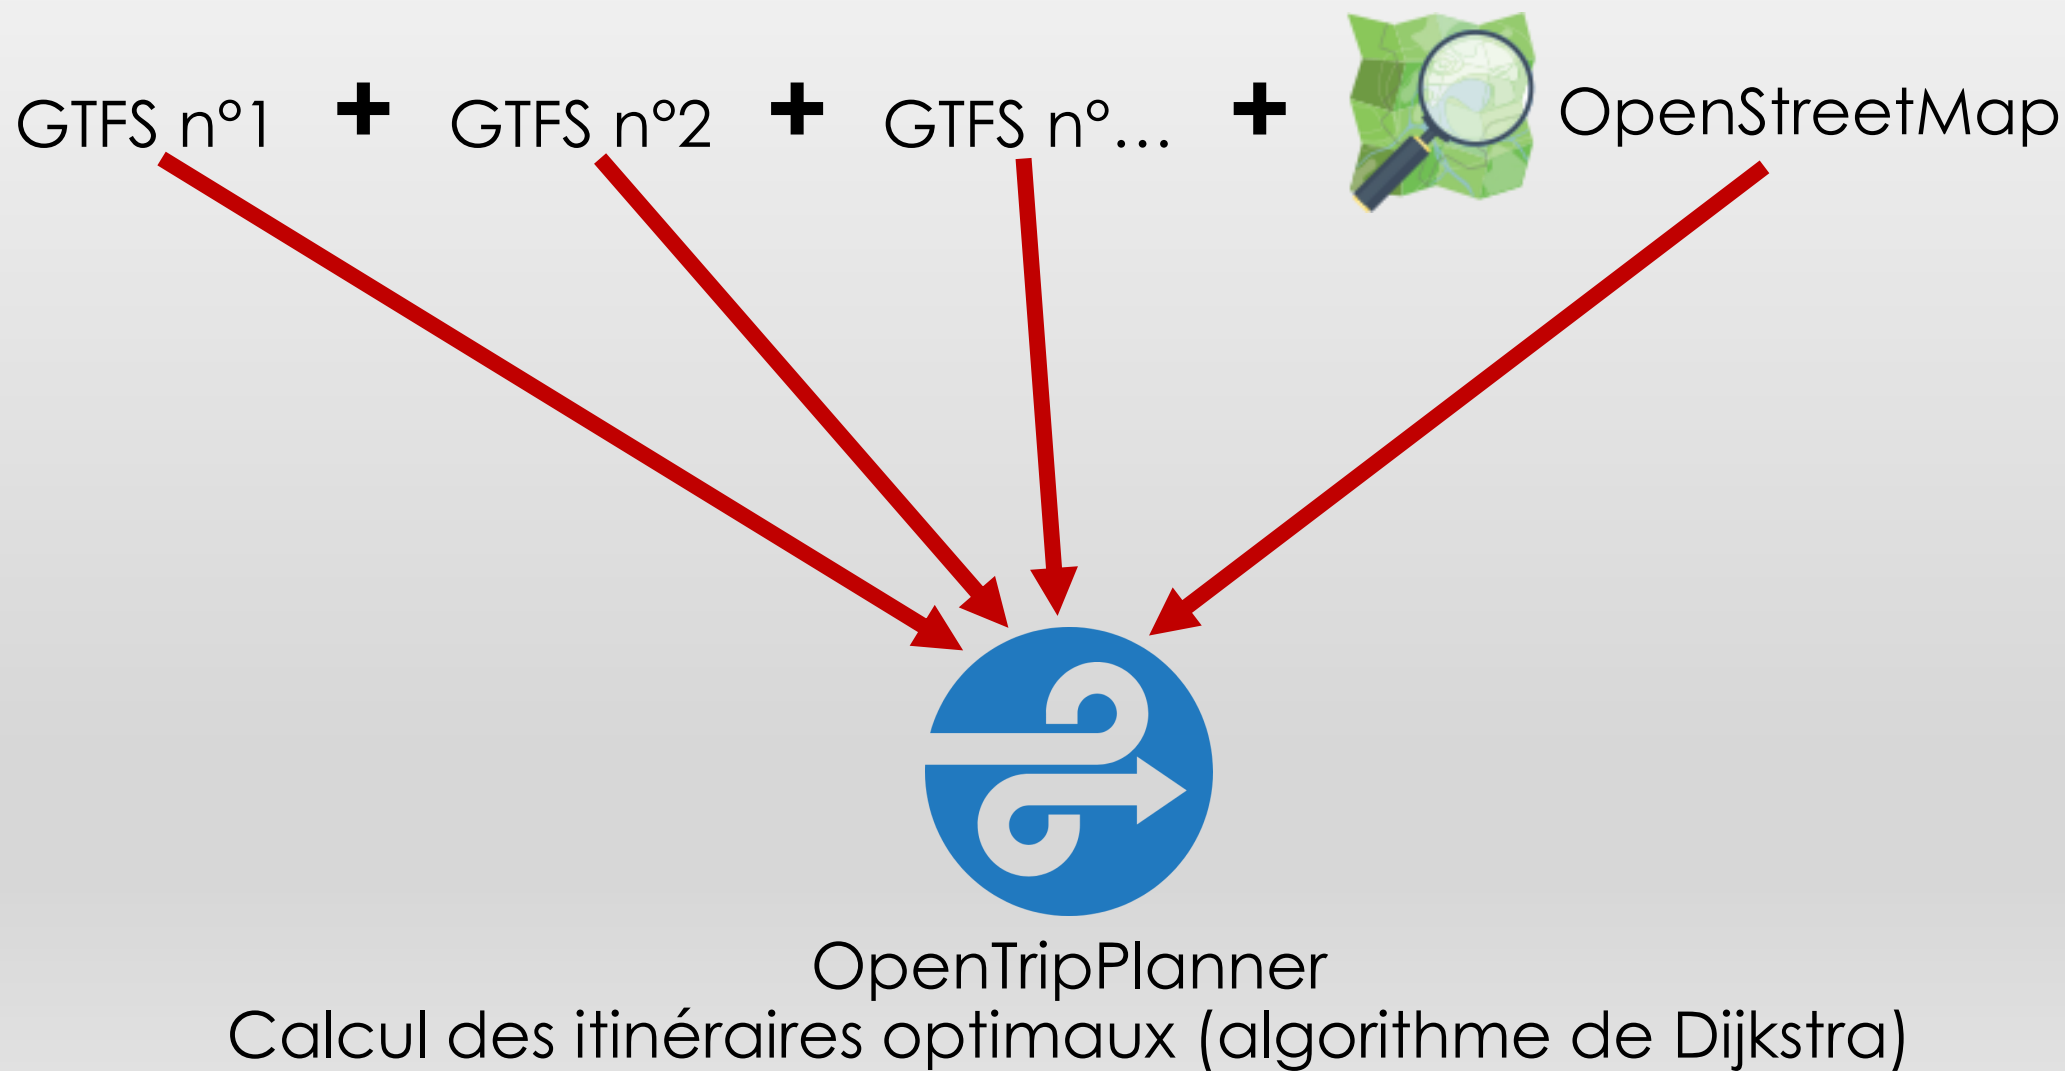 GTFS n°1 + GTFS n°2 + GTFS n°... + OpenStreetMap
OpenTripPlanner
Calcul des itinéraires optimaux (algorithme de Dijkstra)